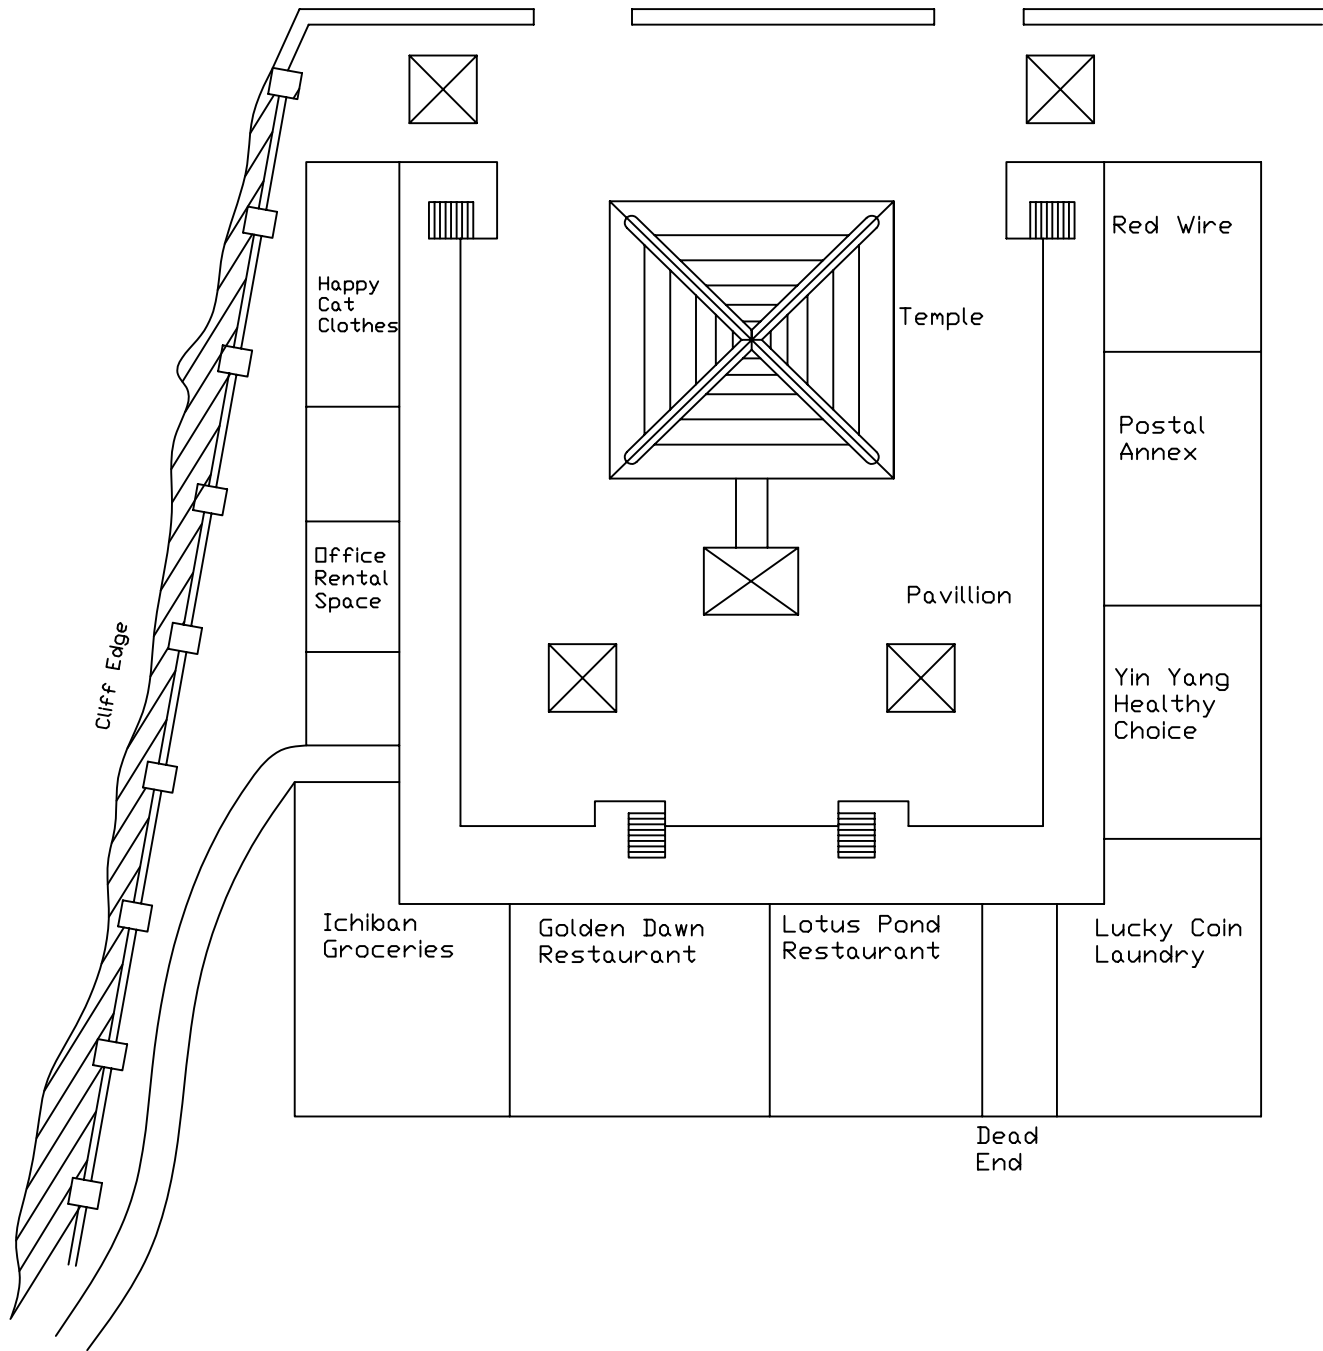 Red Wire
Happy
Cat
Clothes
Temple
Postal
Annex
Office
Rental
Space
Pavillion
Cliff Edge
Yin Yang
Healthy
Choice
Ichiban
Groceries
Golden Dawn
Restaurant
Lotus Pond
Restaurant
Lucky Coin
Laundry
Dead
End